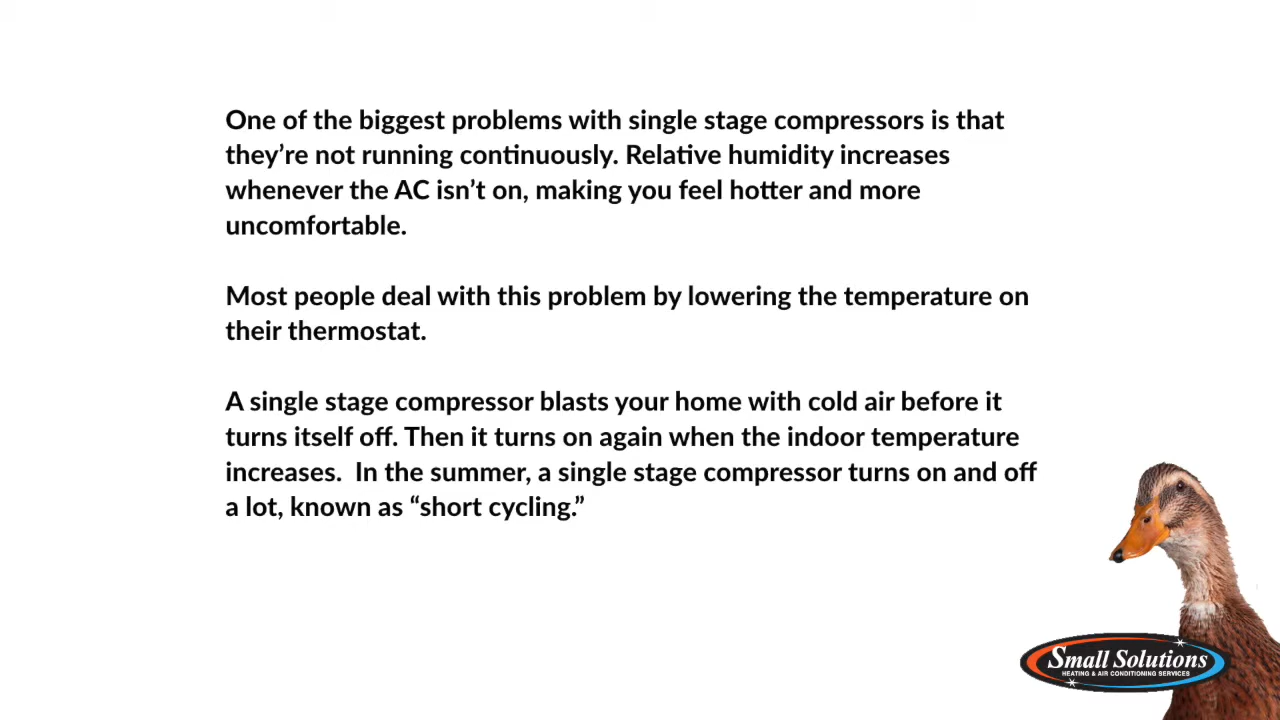 One of the biggest problems with single stage compressors is that
they’re not running continuously. Relative humidity increases
whenever the AC isn’t on, making you feel hotter and more
uncomfortable.
Most people deal with this problem by lowering the temperature on
their thermostat.
A single stage compressor blasts your home with cold air before it
turns itself off. Then it turns on again when the indoor temperature
increases.  In the summer, a single stage compressor turns on and off
a lot, known as “short cycling.”
Small Solutions
HEATING & AIR CONDITIONING SERVICES